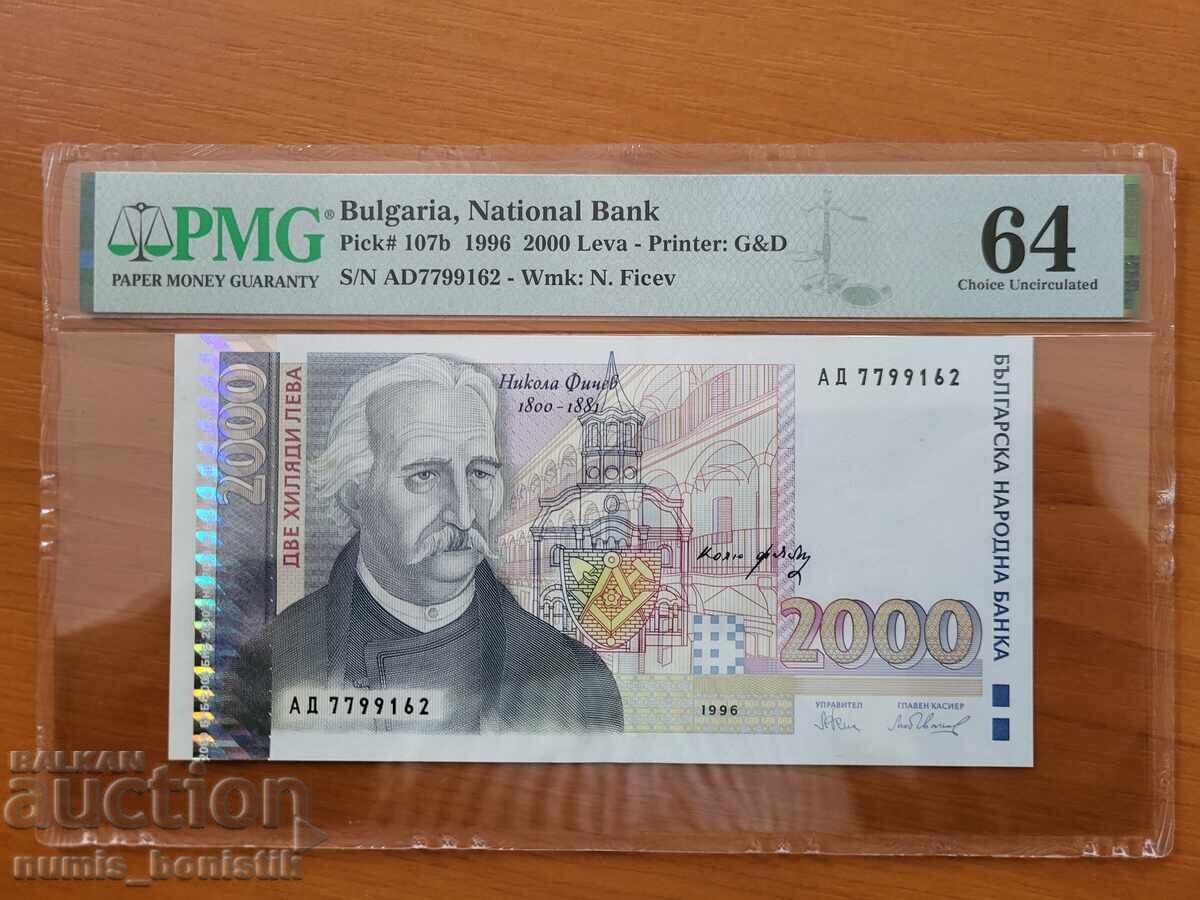 PMG®
PAPER MONEY GUARANTY
Bulgaria, National Bank
Pick# 107b 1996 2000 Leva - Printer: G&D
S/N AD7799162 - Wmk: N. Ficev
64
Choice Uncirculated
2000
ДВЕ ХИЛЯДИ ЛЕВА
Никола Фичев
1800-1881
АД 7799162
БЪЛГАРСКА НАРОДНА БАНКА
2000
АД 7799162
1996
УПРАВИТЕЛ
ГЛАВЕН КАСИЕР
BALKAN
auction
numis_bonistik